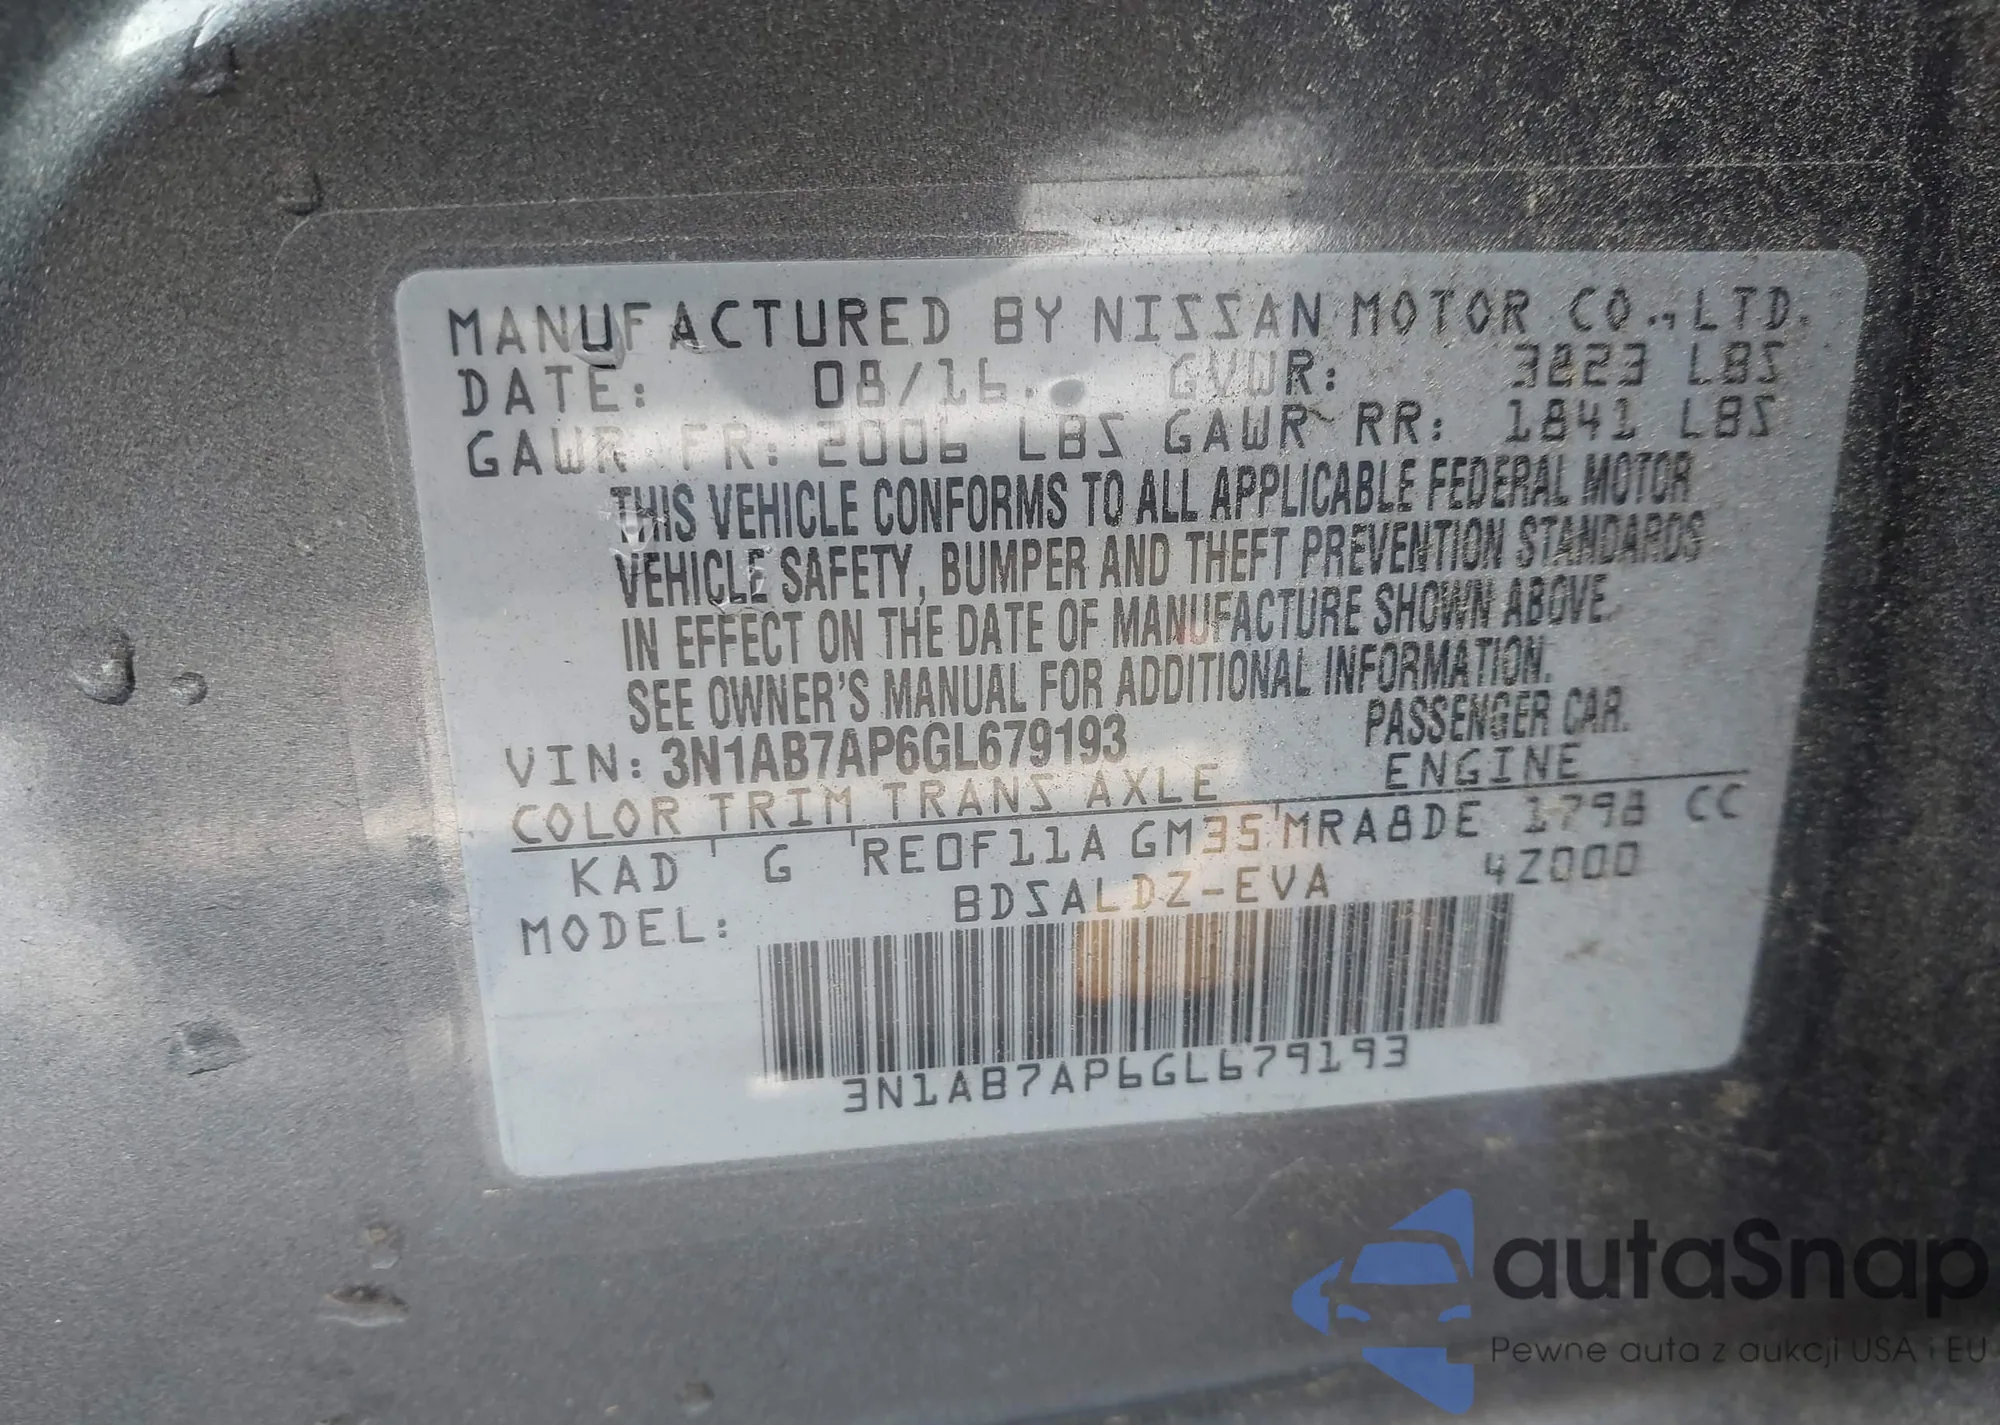 MANUFACTURED BY NISSAN MOTOR CO., LTD.
DATE: 08/16 GVWR: 3823 LBS
GAWR FR: 2006 LBS GAWR RR: 1841 LBS
THIS VEHICLE CONFORMS TO ALL APPLICABLE FEDERAL MOTOR
VEHICLE SAFETY, BUMPER AND THEFT PREVENTION STANDARDS
IN EFFECT ON THE DATE OF MANUFACTURE SHOWN ABOVE.
SEE OWNER'S MANUAL FOR ADDITIONAL INFORMATION.
VIN: 3N1AB7AP6GL679193 PASSENGER CAR.
COLOR TRIM TRANS AXLE ENGINE
KAD G RE0F11A GM35 MRA8DE 1798 CC
MODEL: BDSALDZ-EVA 4Z000
3N1AB7AP6GL679193
autaSnap
Pewne auta z aukcji USA i EU